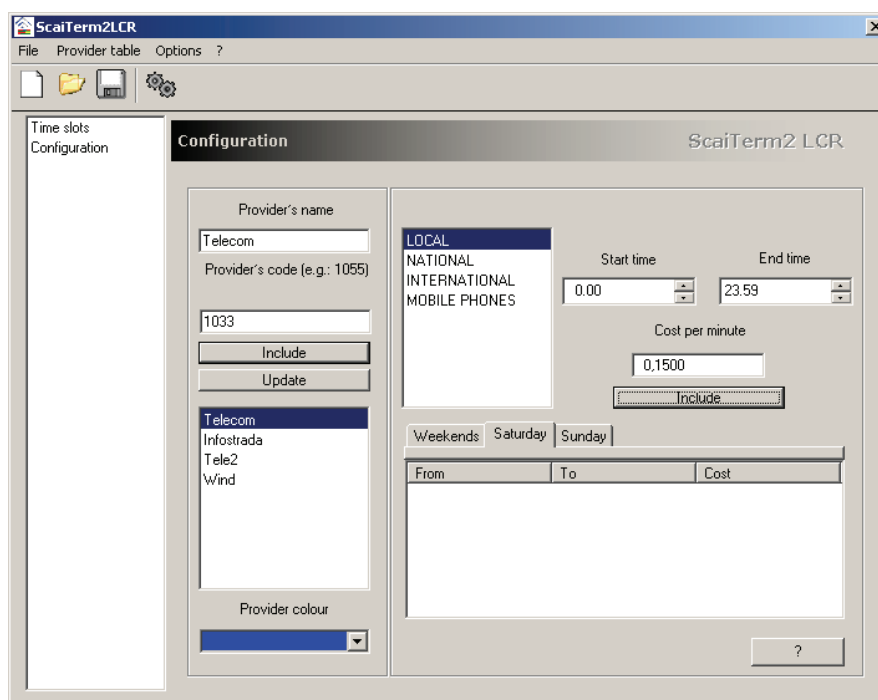 ScaiTerm2LCR
File Provider table Options ?
Time slots
Configuration
Configuration
ScaiTerm2 LCR
Provider's name
Telecom
Provider's code (e.g.: 1055)
1033
Include
Update
Telecom
Infostrada
Tele2
Wind
Provider colour
LOCAL
NATIONAL
INTERNATIONAL
MOBILE PHONES
Start time End time
0.00 23.59
Cost per minute
0,1500
Include
Weekends Saturday Sunday
From To Cost
?